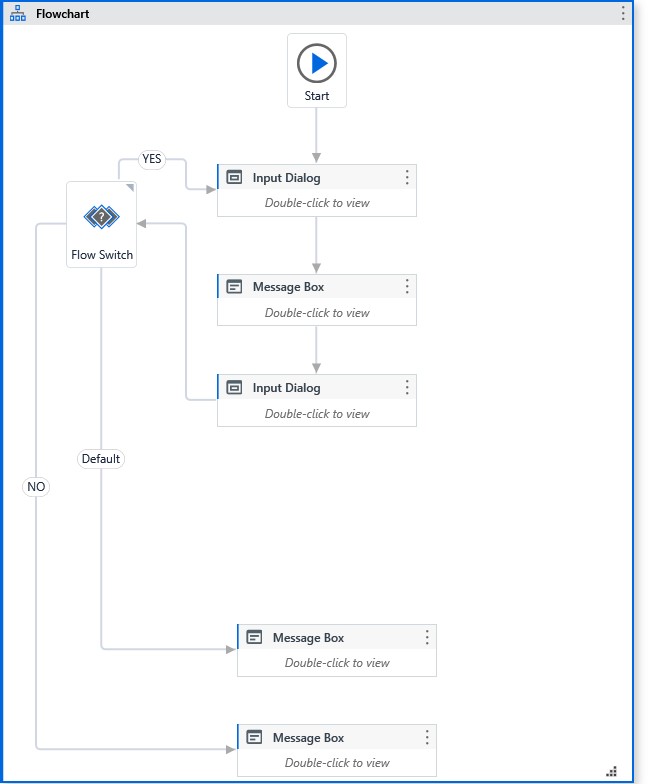 Flowchart
Start
YES
Input Dialog
Double-click to view
?
Flow Switch
Message Box
Double-click to view
Input Dialog
Double-click to view
Default
NO
Message Box
Double-click to view
Message Box
Double-click to view